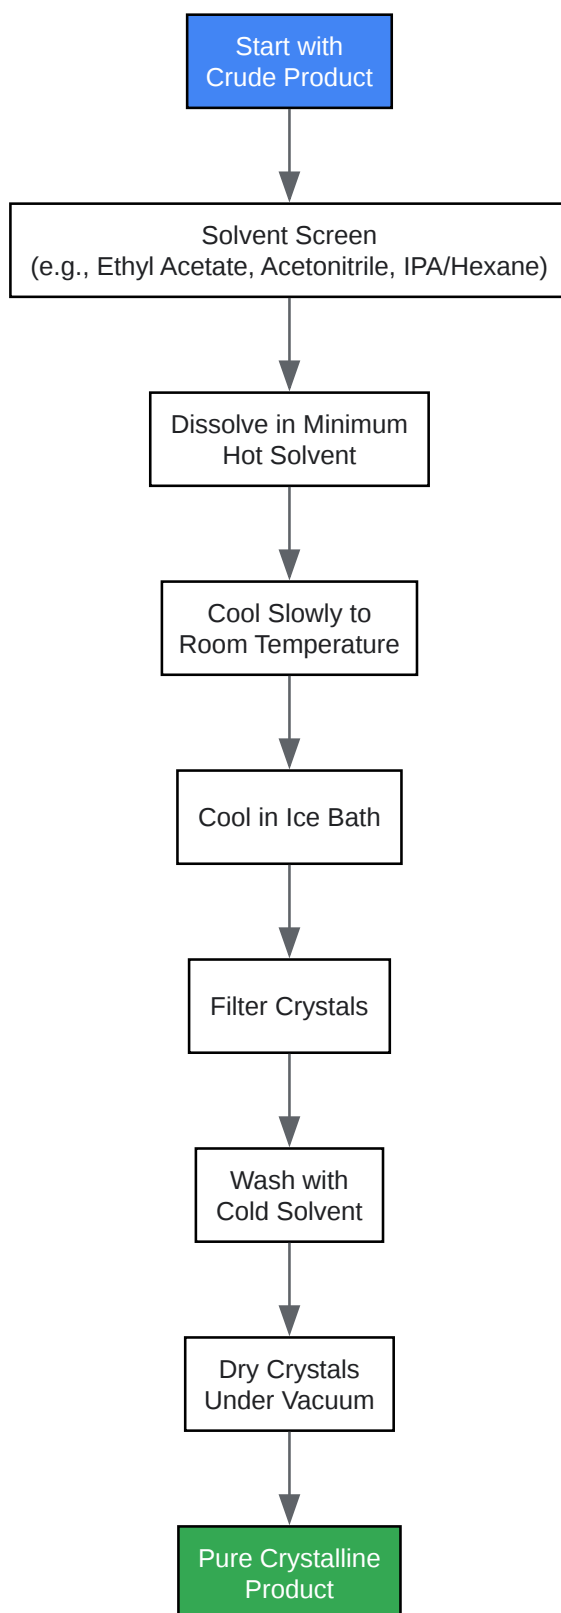 Start with
Crude Product
Solvent Screen
(e.g., Ethyl Acetate, Acetonitrile, IPA/Hexane)
Dissolve in Minimum
Hot Solvent
Cool Slowly to
Room Temperature
Cool in Ice Bath
Filter Crystals
Wash with
Cold Solvent
Dry Crystals
Under Vacuum
Pure Crystalline
Product